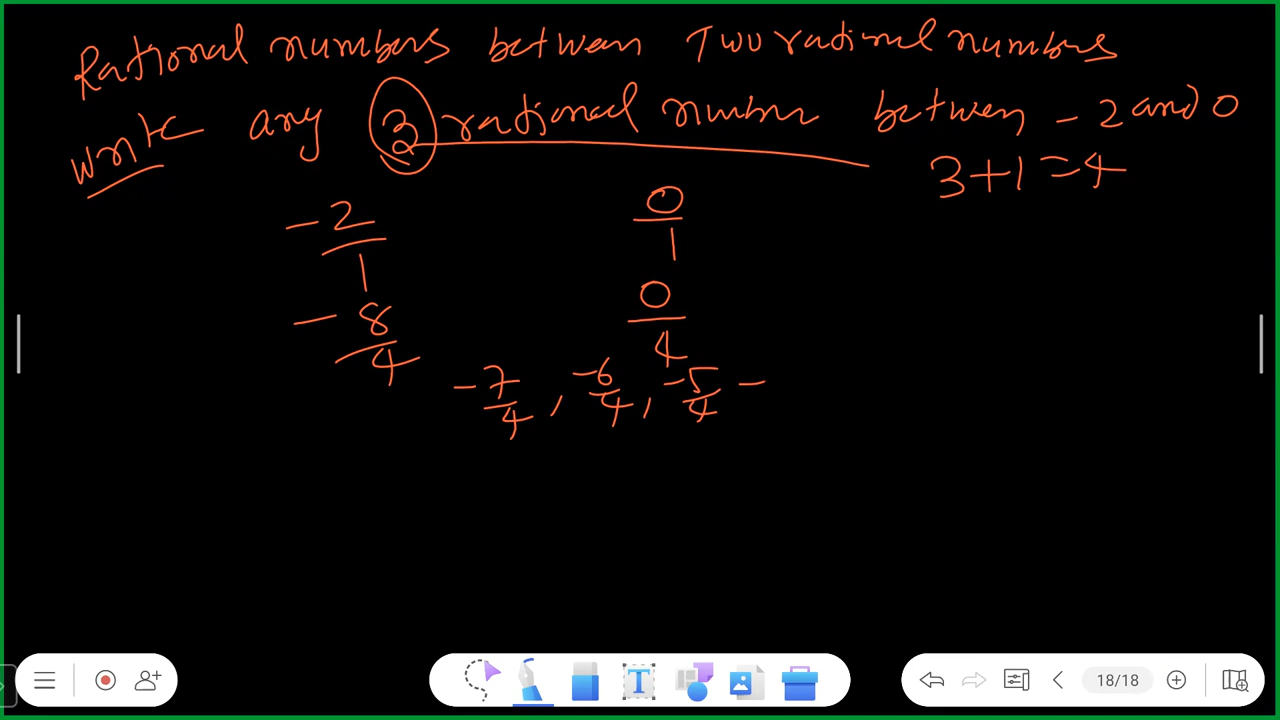 Rational numbers between Two rational numbers
write any 3 rational number between - 2 and 0
3+1=4
-2/1 0/1
-8/4 0/4
-7/4, -6/4, -5/4 -
T
18/18